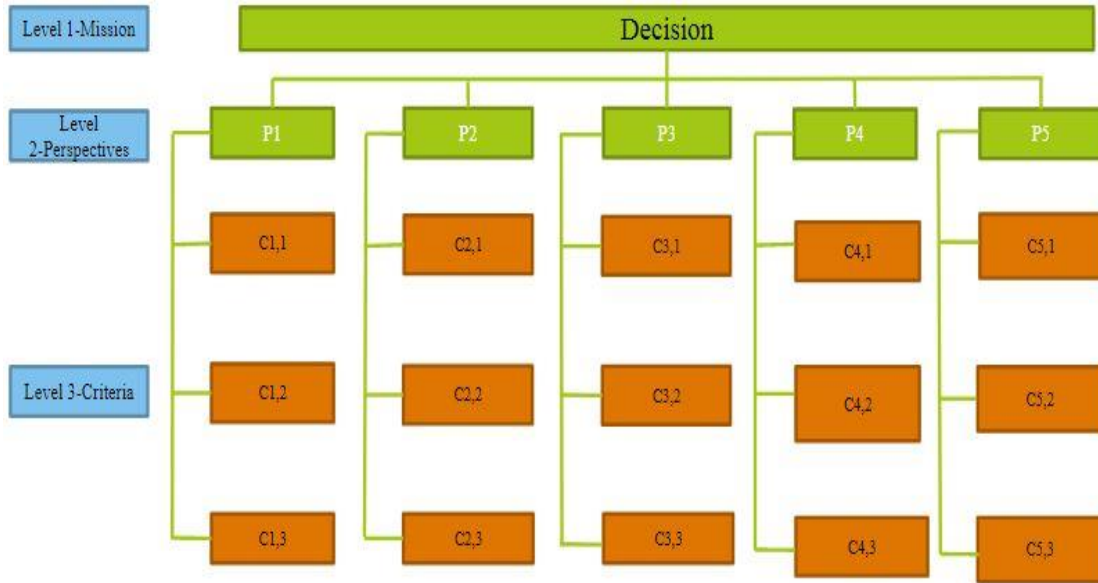 Level 1-Mission
Decision
Level
2-Perspectives
P1
P2
P3
P4
P5
C1,1
C2,1
C3,1
C4,1
C5,1
Level 3-Criteria
C1,2
C2,2
C3,2
C4,2
C5,2
C1,3
C2,3
C3,3
C4,3
C5,3